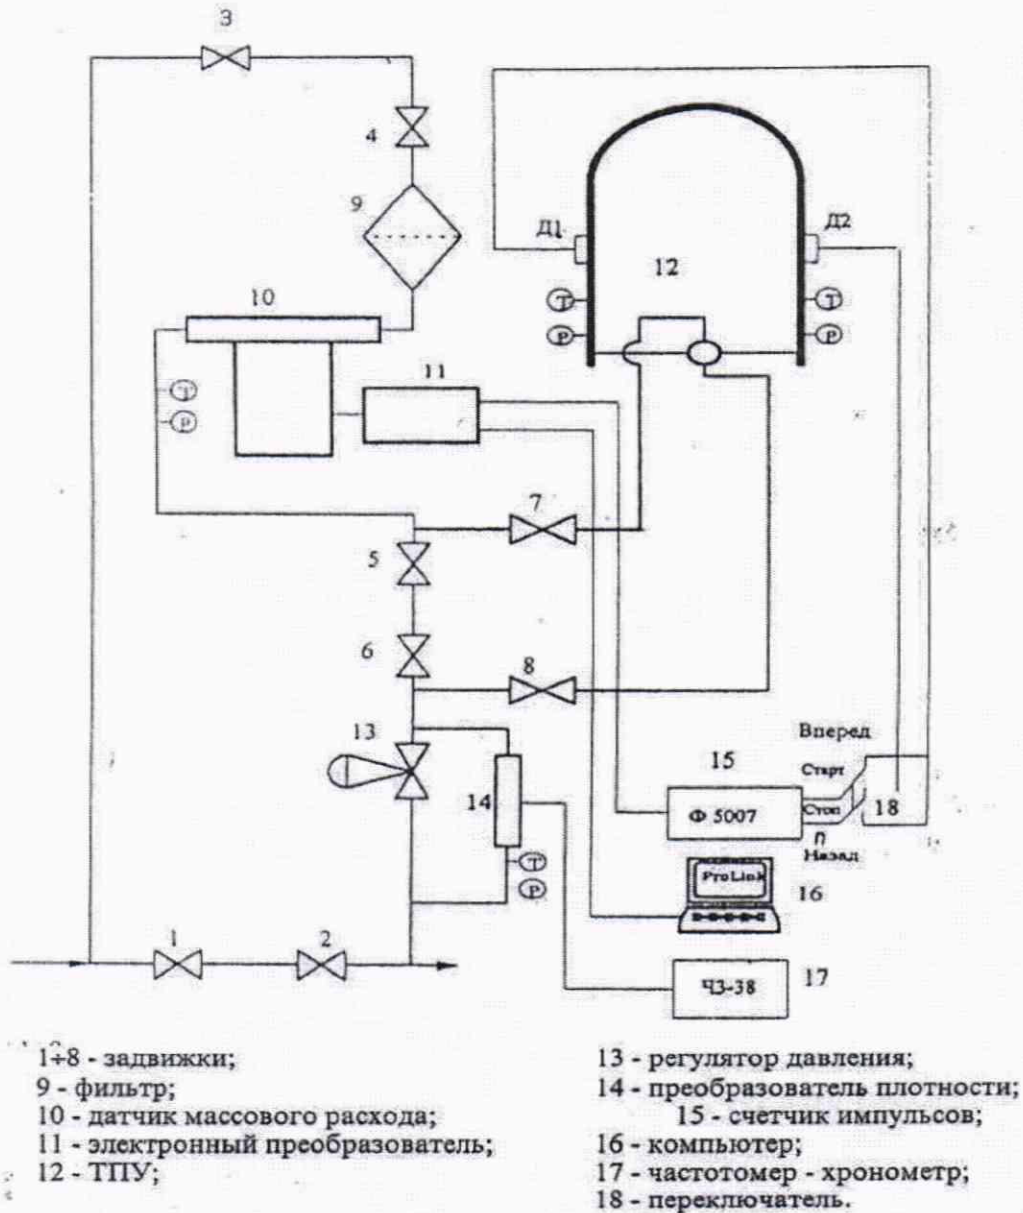 3
4
9
Д1
Д2
12
10
T
P
T
P
11
T
P
7
5
6
8
13
14
T
P
Вперед
15
Старт
Ф 5007
Стоп
18
П
Назад
ProLink
16
1
2
ЧЗ-38
17
1÷8 - задвижки;
9 - фильтр;
10 - датчик массового расхода;
11 - электронный преобразователь;
12 - ТПУ;
13 - регулятор давления;
14 - преобразователь плотности;
15 - счетчик импульсов;
16 - компьютер;
17 - частотомер - хронометр;
18 - переключатель.